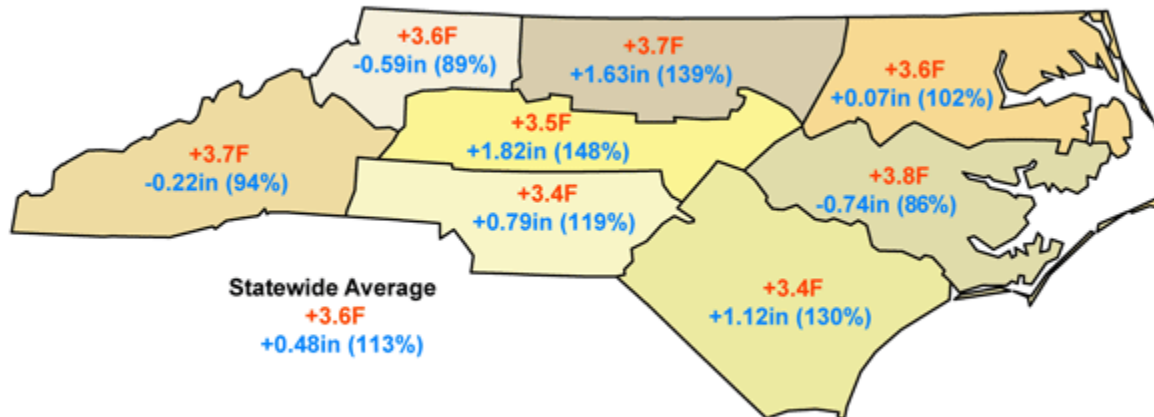 +3.6F
-0.59in (89%)
+3.7F
+1.63in (139%)
+3.6F
+0.07in (102%)
+3.7F
-0.22in (94%)
+3.5F
+1.82in (148%)
+3.4F
+0.79in (119%)
+3.8F
-0.74in (86%)
+3.4F
+1.12in (130%)
Statewide Average
+3.6F
+0.48in (113%)